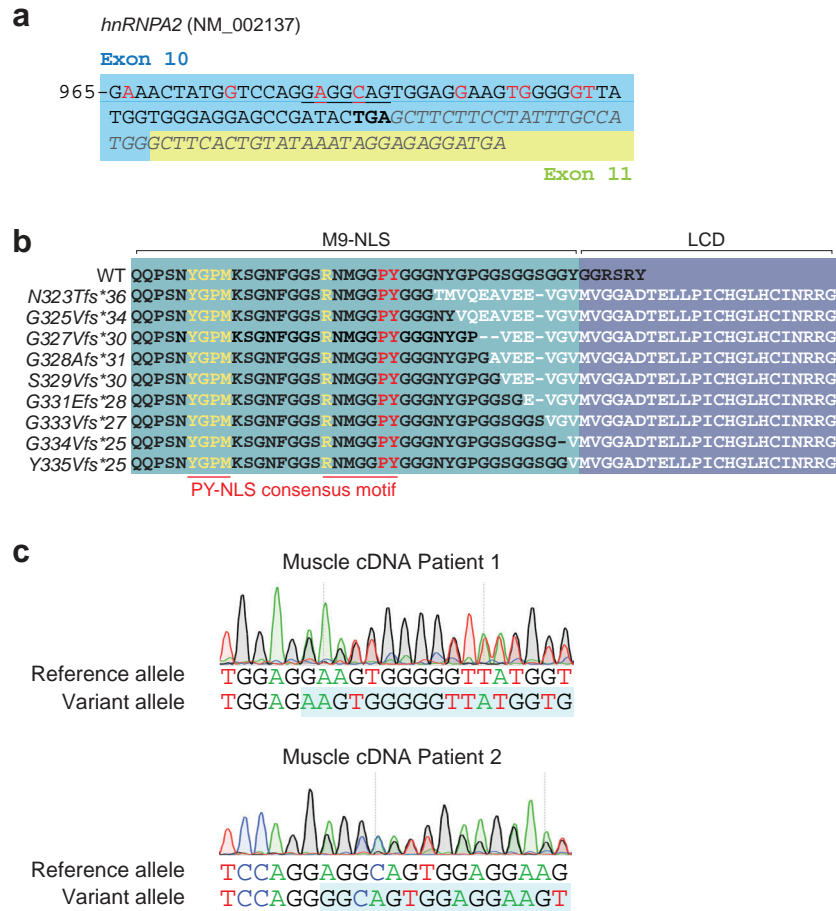 a
hnRNPA2 (NM_002137)
Exon 10
965-GAAACTATGGTCCAGGAGGCAGTGGAGGAAGTGGGGGTTA
TGGTGGGAGGAGCCGATACTGAGCTTCTTCCTATTTGCCA
TGGGCTTCACTGTATAAATAGGAGAGGATGA
Exon 11
b
M9-NLS LCD
WT QQPSNYGPMKSGNFGGSRNMGGPYGGGNYGPGGSGGSGGYGGRSRY
N323Tfs*36 QQPSNYGPMKSGNFGGSRNMGGPYGGGTMVQEAVEE-VGVMVGGADTELLPICHGLHCINRRG
G325Vfs*34 QQPSNYGPMKSGNFGGSRNMGGPYGGGNYVQEAVEE-VGVMVGGADTELLPICHGLHCINRRG
G327Vfs*30 QQPSNYGPMKSGNFGGSRNMGGPYGGGNYGP--VEE-VGVMVGGADTELLPICHGLHCINRRG
G328Afs*31 QQPSNYGPMKSGNFGGSRNMGGPYGGGNYGPGAVEE-VGVMVGGADTELLPICHGLHCINRRG
S329Vfs*30 QQPSNYGPMKSGNFGGSRNMGGPYGGGNYGPGGVEE-VGVMVGGADTELLPICHGLHCINRRG
G331Efs*28 QQPSNYGPMKSGNFGGSRNMGGPYGGGNYGPGGSGE-VGVMVGGADTELLPICHGLHCINRRG
G333Vfs*27 QQPSNYGPMKSGNFGGSRNMGGPYGGGNYGPGGSGGSVGVMVGGADTELLPICHGLHCINRRG
G334Vfs*25 QQPSNYGPMKSGNFGGSRNMGGPYGGGNYGPGGSGGSG-VMVGGADTELLPICHGLHCINRRG
Y335Vfs*25 QQPSNYGPMKSGNFGGSRNMGGPYGGGNYGPGGSGGSGGVMVGGADTELLPICHGLHCINRRG
PY-NLS consensus motif
c
Muscle cDNA Patient 1
Reference allele TGGAGGAAGTGGGGGTTATGGT
Variant allele TGGAGAAGTGGGGGTTATGGTG
Muscle cDNA Patient 2
Reference allele TCCAGGAGGCAGTGGAGGAAG
Variant allele TCCAGGGGCAGTGGAGGAAGT